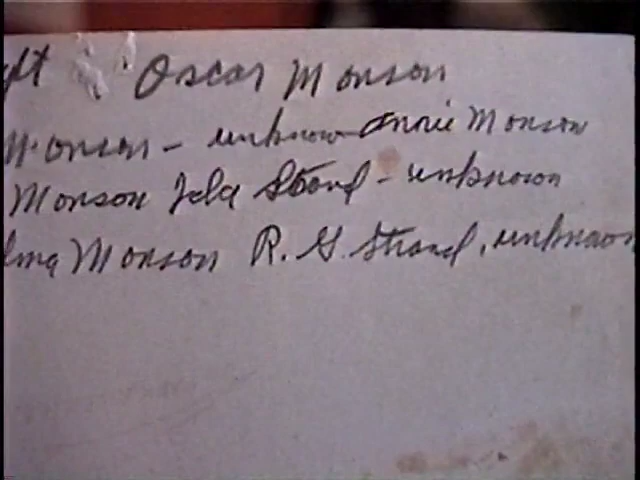 Oscar Monson
Monson - unknown Annie Monson
Monson Ida Strand - unknown
Monson R. G. Strand, unknown